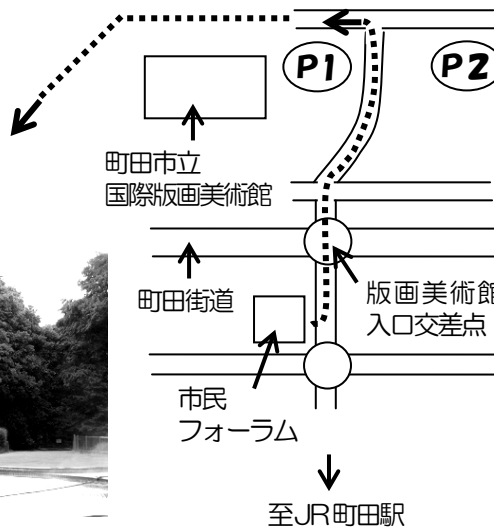 P1
P2
町田市立
国際版画美術館
町田街道
版画美術館
入口交差点
市民
フォーラム
至JR町田駅